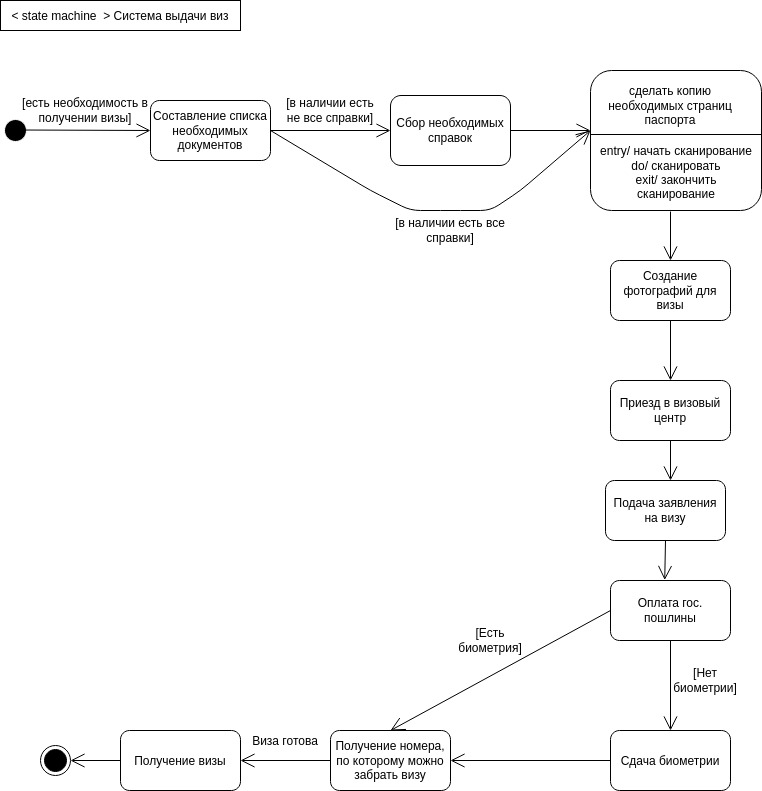 < state machine > Система выдачи виз
[есть необходимость в
получении визы]
Составление списка
необходимых
документов
[в наличии есть
не все справки]
Сбор необходимых
справок
[в наличии есть все
справки]
сделать копию
необходимых страниц
паспорта
entry/ начать сканирование
do/ сканировать
exit/ закончить
сканирование
Создание
фотографий для
визы
Приезд в визовый
центр
Подача заявления
на визу
Оплата гос.
пошлины
[Есть
биометрия]
[Нет
биометрии]
Сдача биометрии
Получение номера,
по которому можно
забрать визу
Виза готова
Получение визы